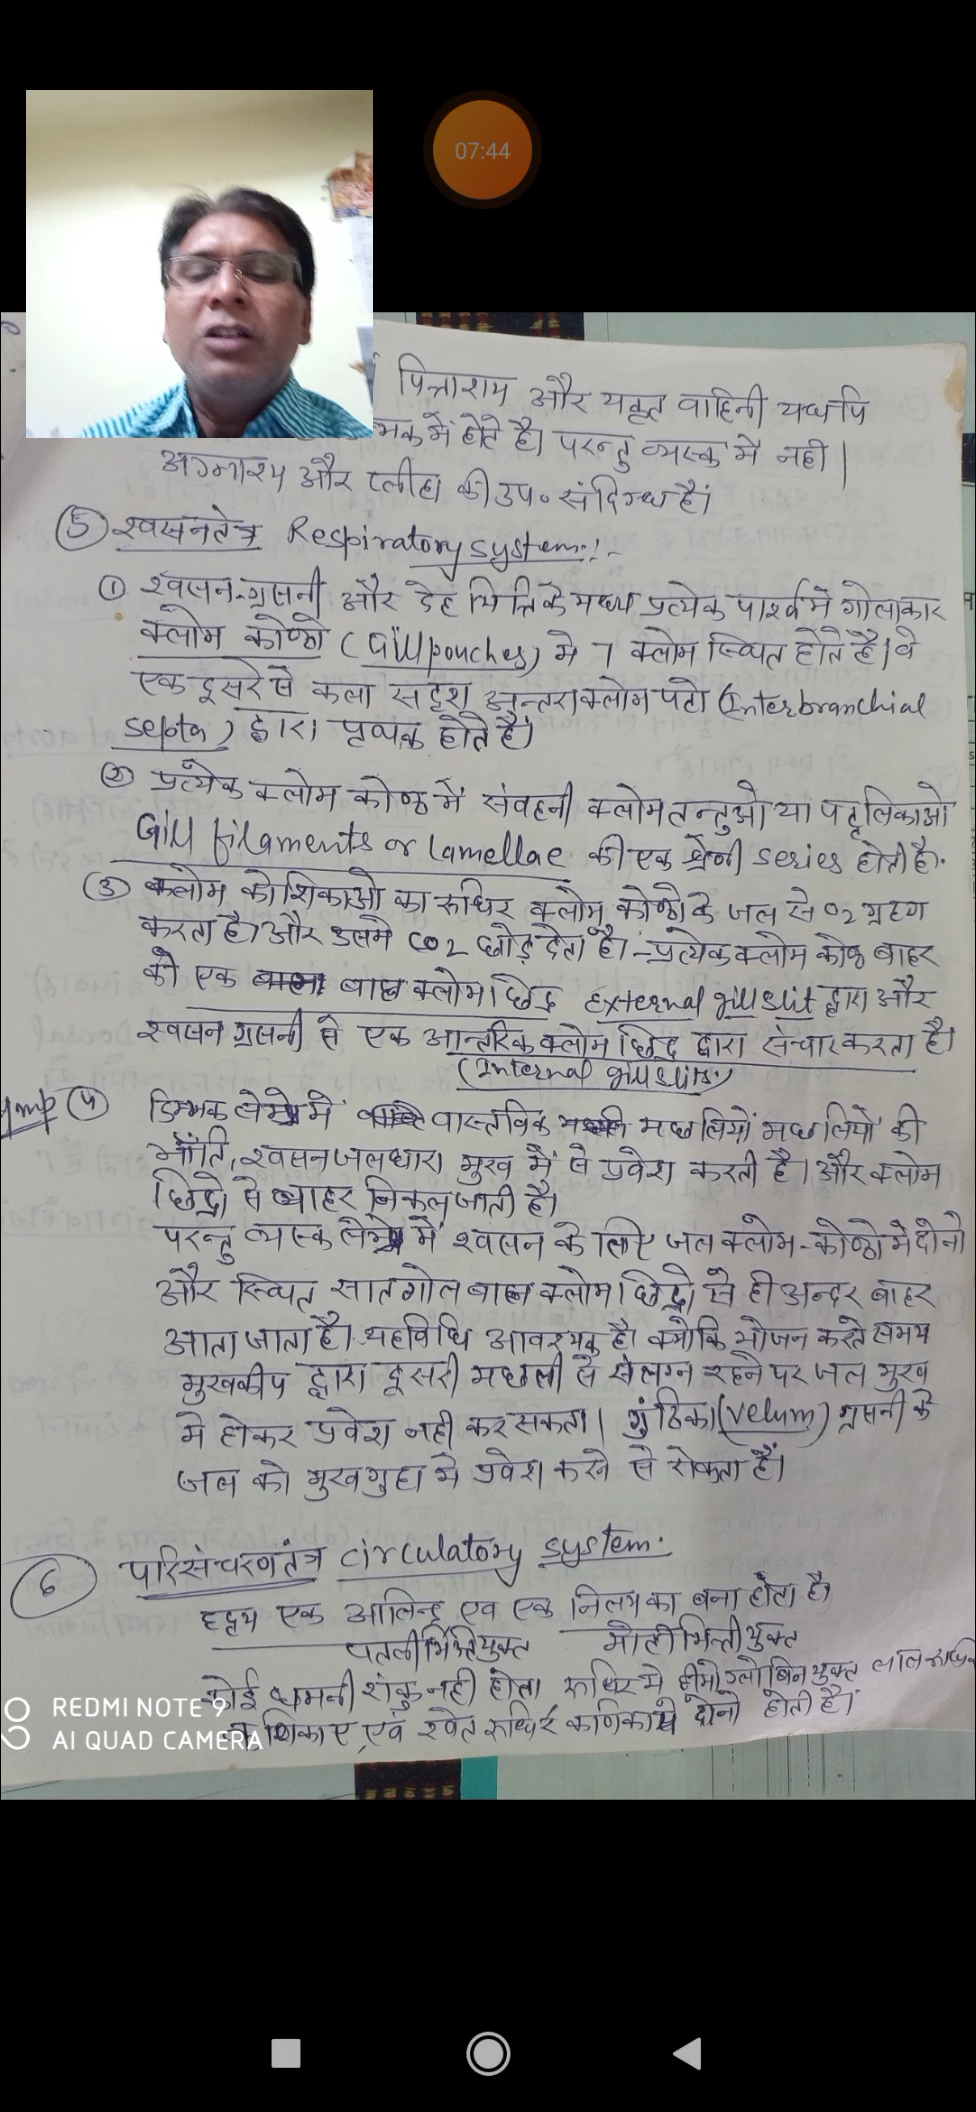 07:44
पित्ताशय और यकृत वाहिनी यद्यपि
म्भक में होते है। परन्तु व्यस्क में नही।
अग्नाश्य और प्लीहा की उप० संदिग्ध है।
⑤ श्वसनतंत्र Respiratory system:-
① श्वसन-ग्रसनी और देह भित्ति के मध्य प्रत्येक पार्श्व में गोलाकार
क्लोम कोष्ठो (Gill pouches) मे 7 क्लोम स्थित होते है। वे
एक दूसरे से कला सदृश अन्तराक्लोम पटो (Interbranchial
septa) द्वारा पृथक होते है।
② प्रत्येक क्लोम कोष्ठ में संवहनी क्लोम तन्तुओ या पटलिकाओ
Gill filaments or lamellae की एक श्रेनी series होती है.
③ क्लोम कोशिकाओ का रूधिर क्लोम कोष्ठो के जल से O2 ग्रहण
करता है। और उसमे CO2 छोड़ देता है। प्रत्येक क्लोम कोष्ठ बाहर
को एक बाह्य क्लोम छिद्र External gill slit द्वारा और
श्वसन ग्रसनी से एक आन्तरिक क्लोम छिद्र द्वारा संचार करता है।
(Internal gill slits)
Imp ④ डिम्भक लेम्प्रे में वास्तविक मछलियों मछलियों की
भाँति, श्वसन जलधारा मुख में से प्रवेश करती है। और क्लोम
छिद्रो से बाहर निकल जाती है।
परन्तु व्यस्क लेम्प्रे में श्वसन के लिए जल क्लोम-कोष्ठो मे दोनो
और स्थित सात गोल बाह्य क्लोम छिद्रो से ही अन्दर बाहर
आता जाता है। यह विधि आवश्यक है। क्योकि भोजन करते समय
मुखकीप द्वारा दूसरी मछली से संलग्न रहने पर जल मुख
मे होकर प्रवेश नही कर सकता। गुंठिका (velum) ग्रसनी के
जल को मुखगुहा मे प्रवेश करने से रोकता है।
⑥ परिसंचरणतंत्र circulatory system.
हृदय एक आलिन्द एव एक निलय का बना होता है।
पतली भित्तियुक्त मोटी भित्ती युक्त
कोई धमनी शंकु नही होता रूधिर मे हीमोग्लोबिन युक्त लाल रूधिर
कणिकाए एवं श्वेत रूधिर कणिकाये दोनो होती है।
REDMI NOTE 9
AI QUAD CAMERA